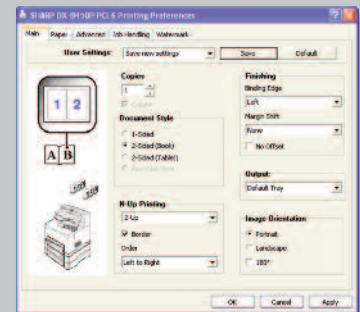 SHARP DX-B450P PCL6 Printing Preferences
Main Paper Advanced Job Handling Watermark
User Settings: Save new settings Save Default
Copies
1
Collate
Document Style
1-Sided
2-Sided (Book)
2-Sided (Tablet)
N-Up Printing
2-Up
Border
Order
Left to Right
Finishing
Binding Edge
Left
Margin Shift
None
No Offset
Output:
Default Tray
Image Orientation
Portrait
Landscape
180°
1 2
A B
OK Cancel Apply